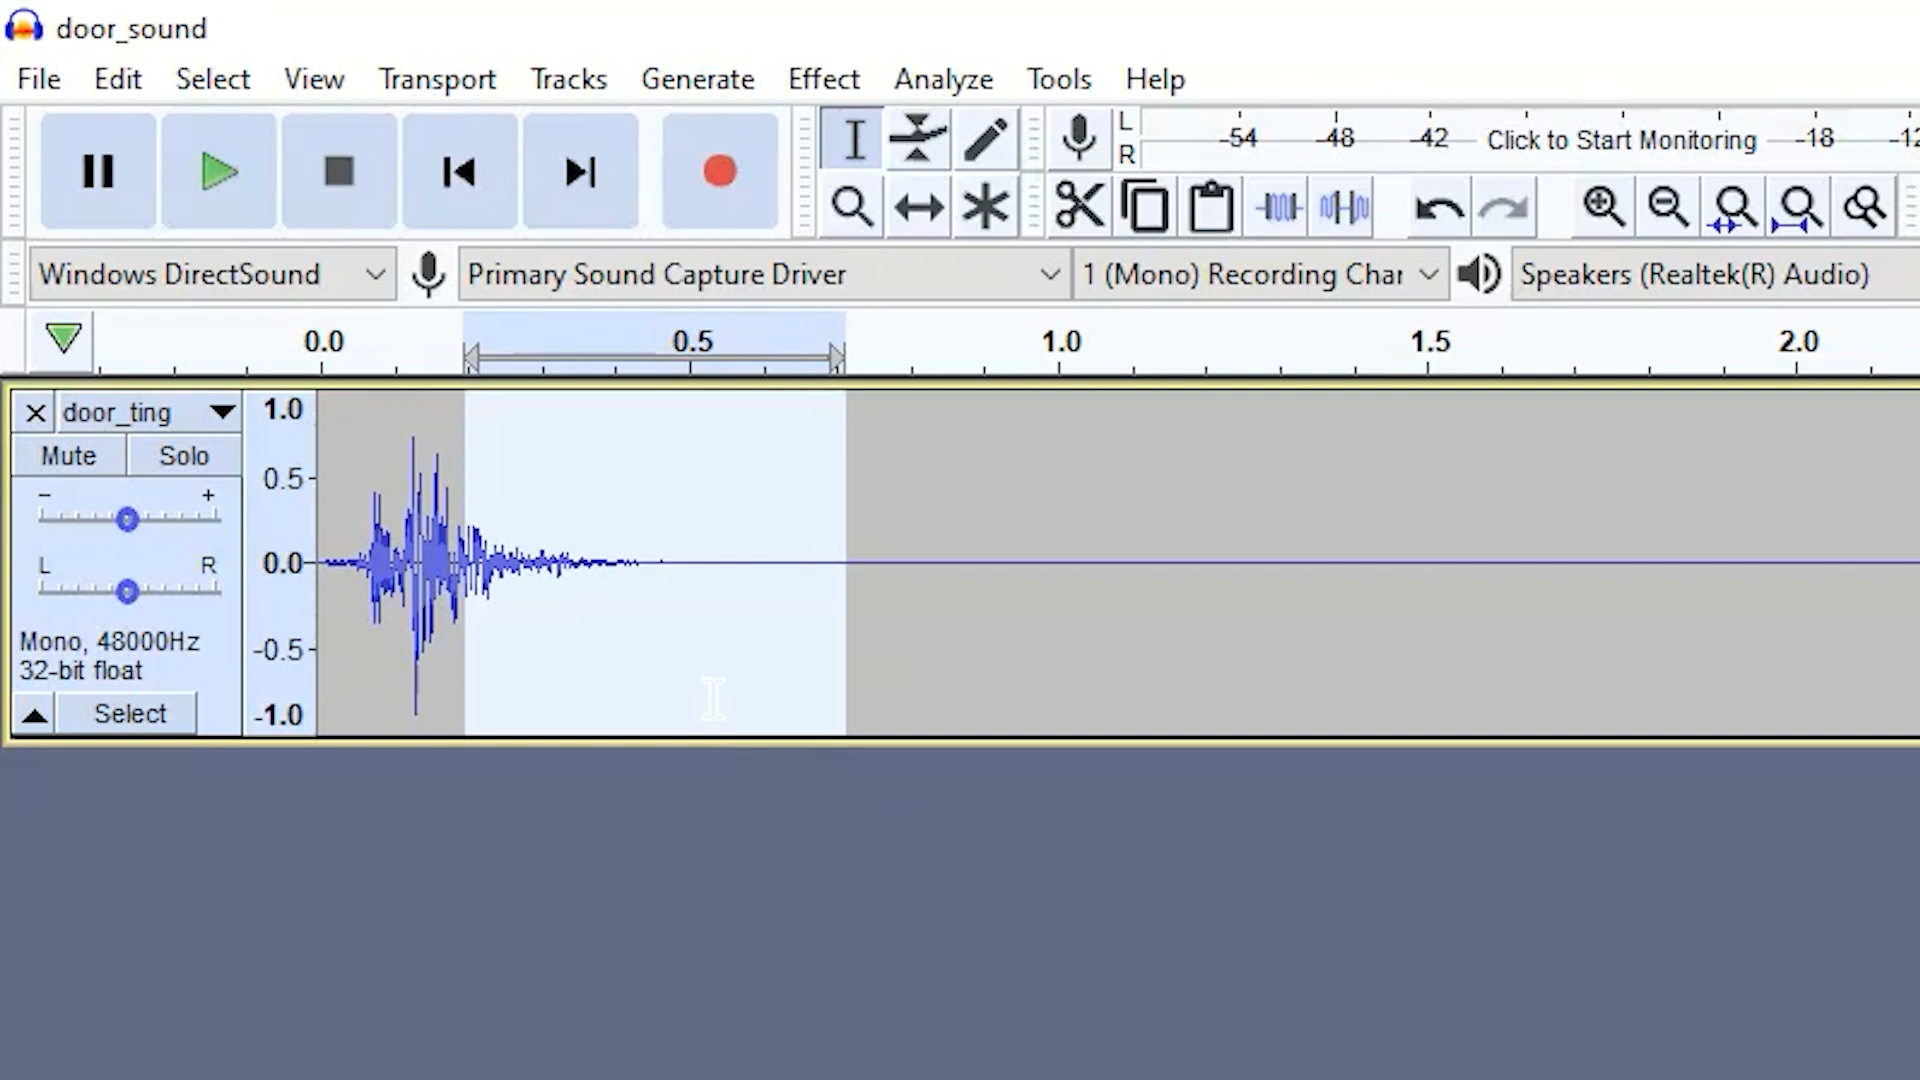 door_sound
File Edit Select View Transport Tracks Generate Effect Analyze Tools Help
L
R
-54 -48 -42 Click to Start Monitoring -18 -12
Windows DirectSound Primary Sound Capture Driver 1 (Mono) Recording Char Speakers (Realtek(R) Audio)
0.0 0.5 1.0 1.5 2.0
door_ting
Mute Solo
- +
L R
Mono, 48000Hz
32-bit float
Select
1.0
0.5
0.0
-0.5
-1.0